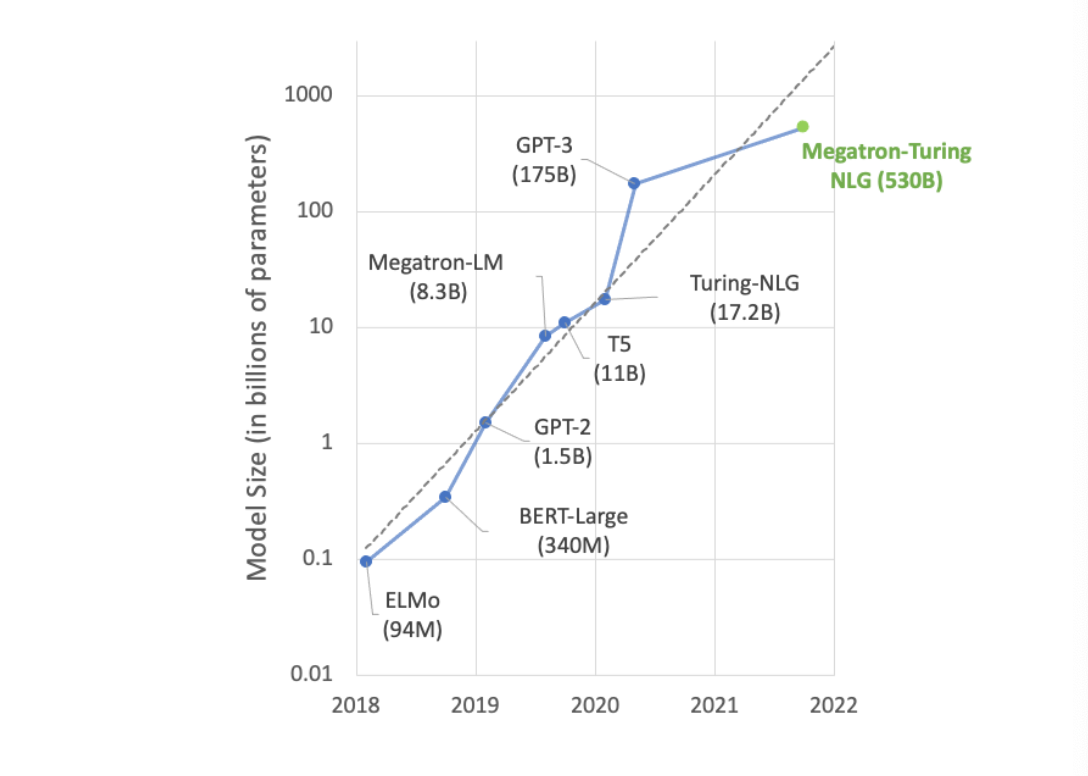 Model Size (in billions of parameters)
1000
100
10
1
0.1
0.01
2018
2019
2020
2021
2022
GPT-3
(175B)
Megatron-Turing
NLG (530B)
Megatron-LM
(8.3B)
Turing-NLG
(17.2B)
T5
(11B)
GPT-2
(1.5B)
BERT-Large
(340M)
ELMo
(94M)